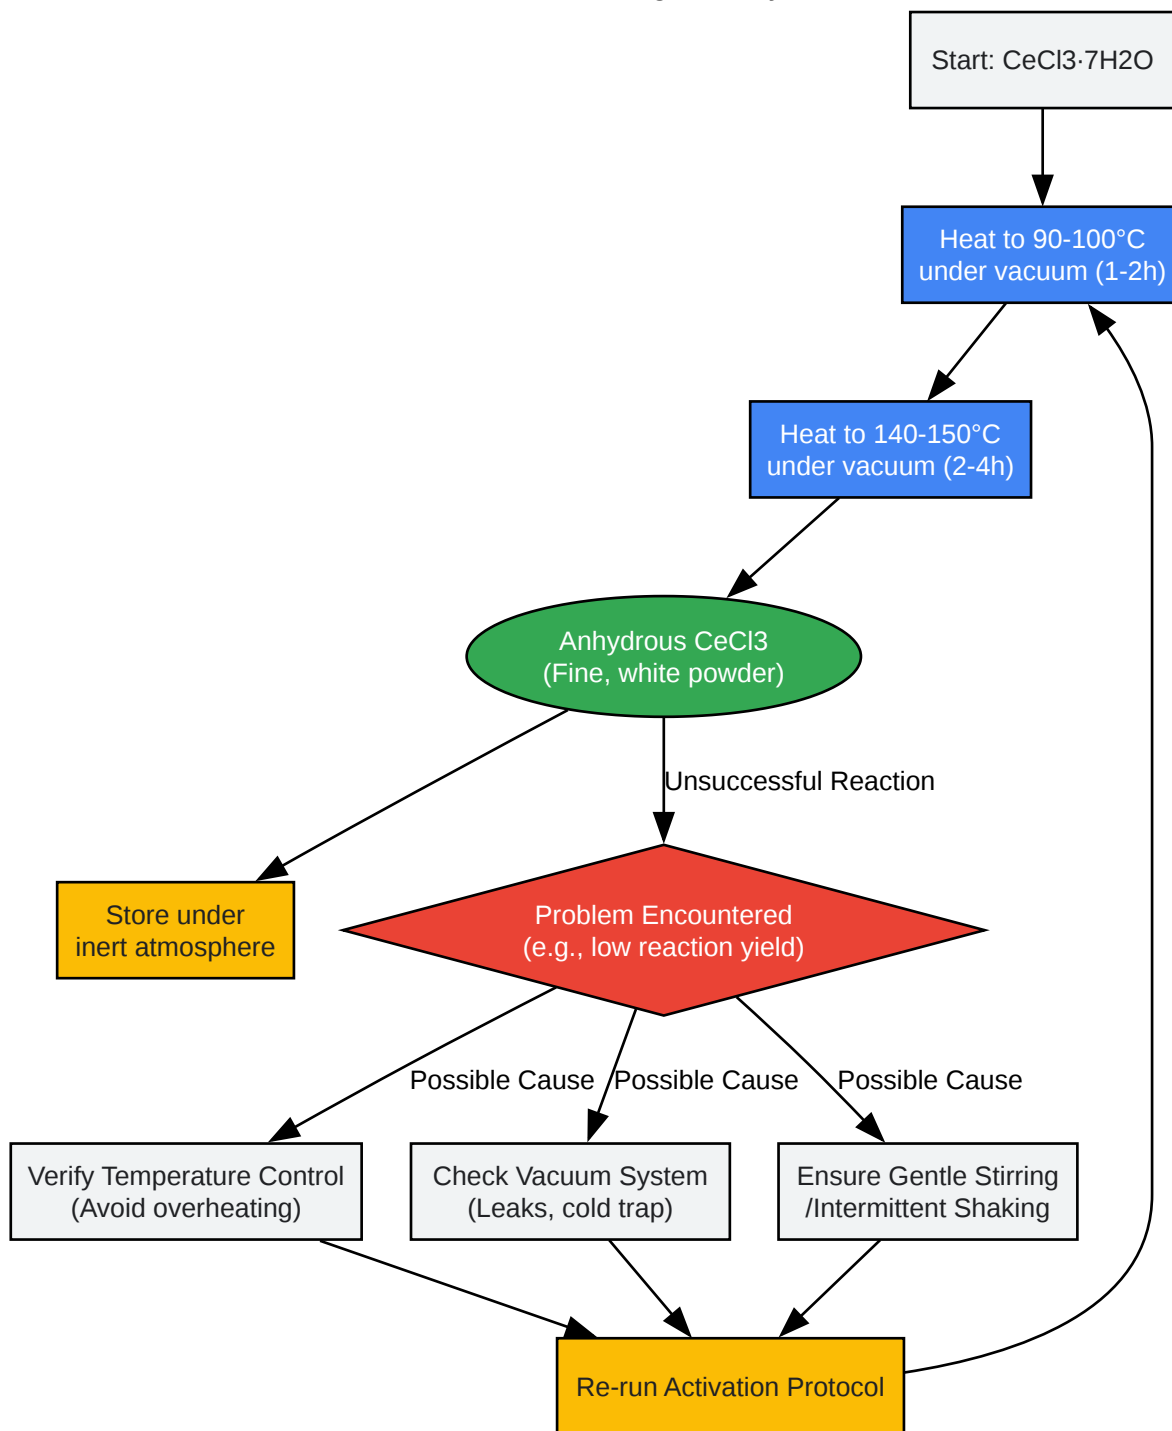 Start: CeCl3·7H2O
Heat to 90-100°C
under vacuum (1-2h)
Heat to 140-150°C
under vacuum (2-4h)
Anhydrous CeCl3
(Fine, white powder)
Unsuccessful Reaction
Store under
inert atmosphere
Problem Encountered
(e.g., low reaction yield)
Possible Cause
Possible Cause
Possible Cause
Verify Temperature Control
(Avoid overheating)
Check Vacuum System
(Leaks, cold trap)
Ensure Gentle Stirring
/Intermittent Shaking
Re-run Activation Protocol